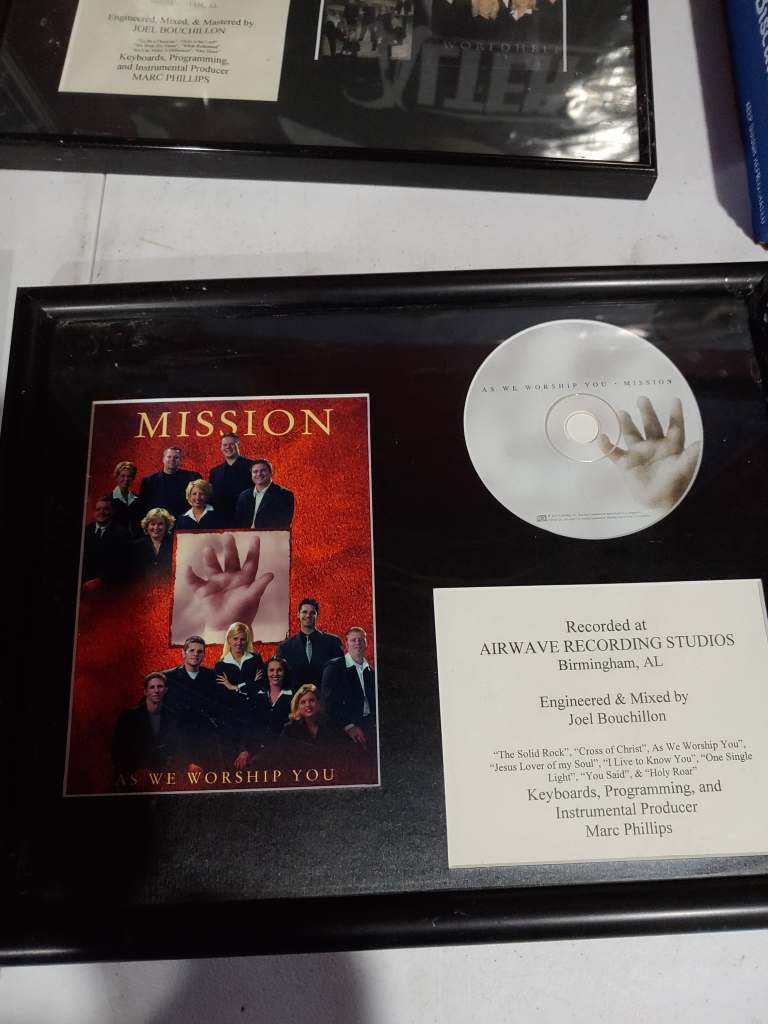 Engineered, Mixed, & Mastered by
JOEL BOUCHILLON
Keyboards, Programming,
and Instrumental Producer
MARC PHILLIPS
MISSION
AS WE WORSHIP YOU
AS WE WORSHIP YOU · MISSION
Recorded at
AIRWAVE RECORDING STUDIOS
Birmingham, AL
Engineered & Mixed by
Joel Bouchillon
"The Solid Rock", "Cross of Christ", As We Worship You",
"Jesus Lover of my Soul", "I Live to Know You", "One Single
Light", "You Said", & "Holy Roar"
Keyboards, Programming, and
Instrumental Producer
Marc Phillips